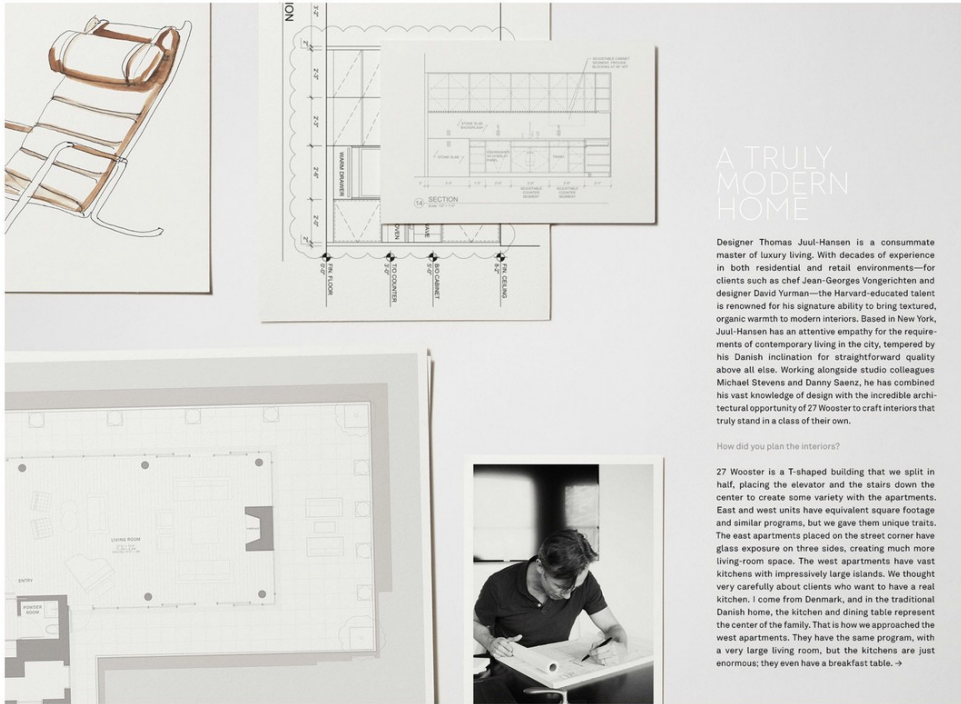 A TRULY
MODERN
HOME
Designer Thomas Juul-Hansen is a consummate
master of luxury living. With decades of experience
in both residential and retail environments—for
clients such as chef Jean-Georges Vongerichten and
designer David Yurman—the Harvard-educated talent
is renowned for his signature ability to bring textured,
organic warmth to modern interiors. Based in New York,
Juul-Hansen has an attentive empathy for the require-
ments of contemporary living in the city, tempered by
his Danish inclination for straightforward quality
above all else. Working alongside studio colleagues
Michael Stevens and Danny Saenz, he has combined
his vast knowledge of design with the incredible archi-
tectural opportunity of 27 Wooster to craft interiors that
truly stand in a class of their own.
How did you plan the interiors?
27 Wooster is a T-shaped building that we split in
half, placing the elevator and the stairs down the
center to create some variety with the apartments.
East and west units have equivalent square footage
and similar programs, but we gave them unique traits.
The east apartments placed on the street corner have
glass exposure on three sides, creating much more
living-room space. The west apartments have vast
kitchens with impressively large islands. We thought
very carefully about clients who want to have a real
kitchen. I come from Denmark, and in the traditional
Danish home, the kitchen and dining table represent
the center of the family. That is how we approached the
west apartments. They have the same program, with
a very large living room, but the kitchens are just
enormous; they even have a breakfast table. →
ION
WARM DRAWER
OVEN
FIN. FLOOR
T/O COUNTER
B/O CABINET
FIN. CEILING
14 SECTION
LIVING ROOM
ENTRY
POWDER
ROOM